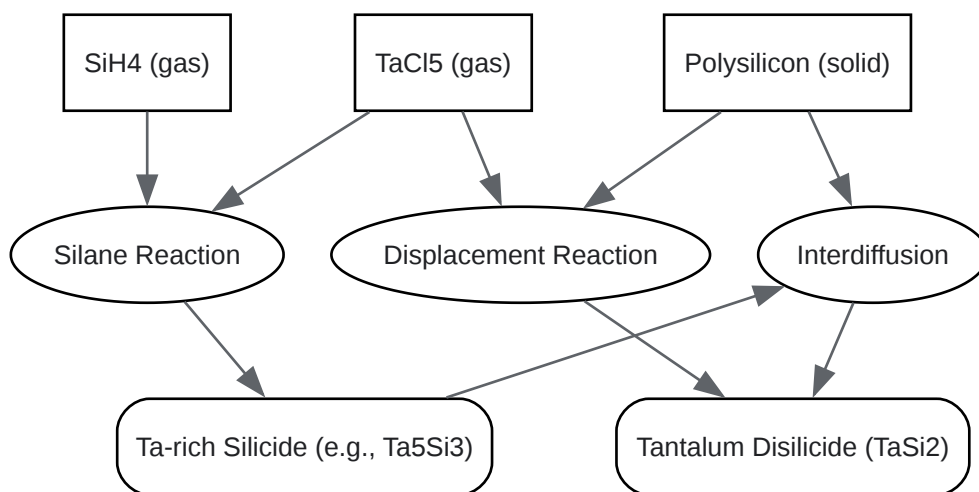 SiH4 (gas)
TaCl5 (gas)
Polysilicon (solid)
Silane Reaction
Displacement Reaction
Interdiffusion
Ta-rich Silicide (e.g., Ta5Si3)
Tantalum Disilicide (TaSi2)